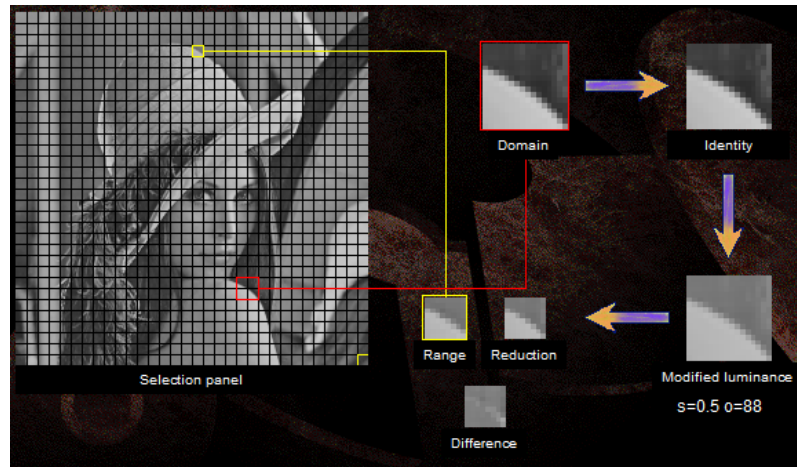 Domain
Identity
Range
Reduction
Modified luminance
s=0.5 o=88
Selection panel
Difference